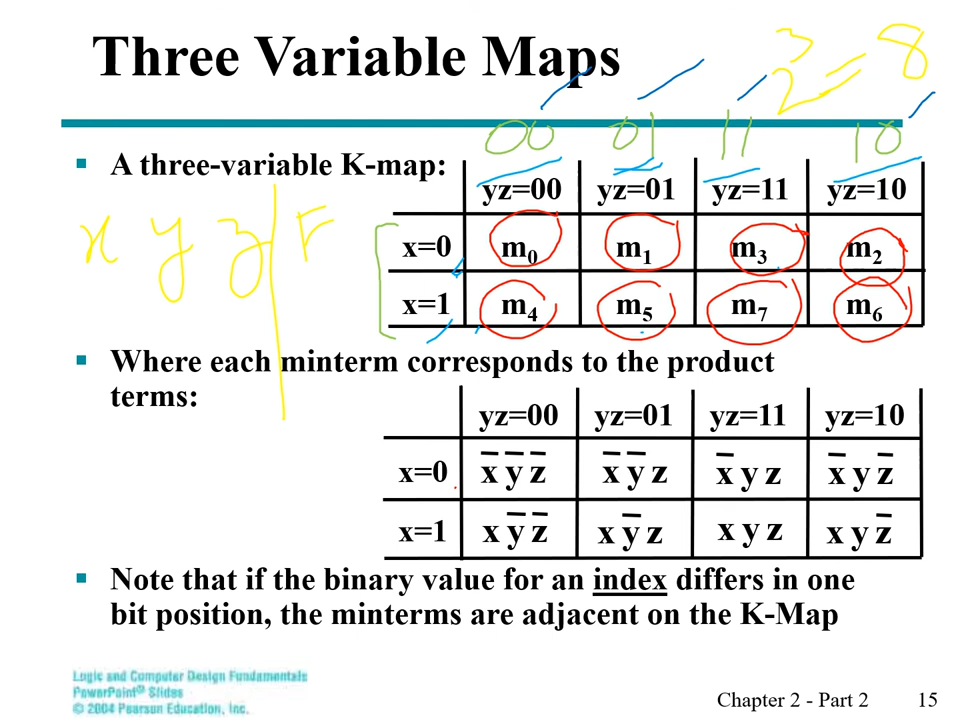 Three Variable Maps
2³ = 8
00 01 11 10
▪ A three-variable K-map:
yz=00 yz=01 yz=11 yz=10
x y z F
x=0 m₀ m₁ m₃ m₂
x=1 m₄ m₅ m₇ m₆
▪ Where each minterm corresponds to the product
terms:
yz=00 yz=01 yz=11 yz=10
x=0 x̅ y̅ z̅ x̅ y̅ z x̅ y z x̅ y z̅
x=1 x y̅ z̅ x y̅ z x y z x y z̅
▪ Note that if the binary value for an index differs in one
bit position, the minterms are adjacent on the K-Map
Logic and Computer Design Fundamentals
PowerPoint® Slides
© 2004 Pearson Education, Inc.
Chapter 2 - Part 2 15